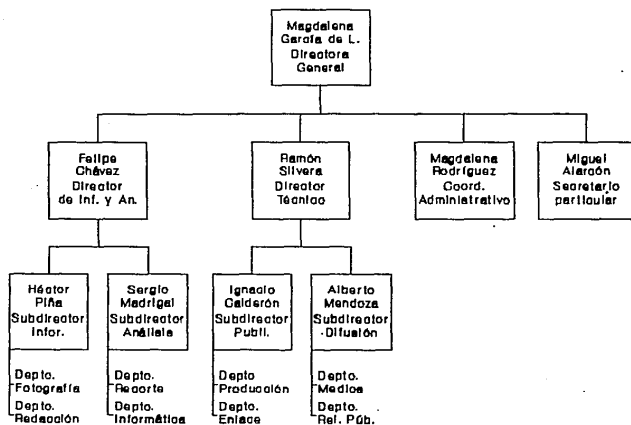 Magdalena
García de L.
Directora
General
Felipe
Chávez
Director
de Inf. y An.
Ramón
Silvera
Director
Técnico
Magdalena
Rodríguez
Coord.
Administrativo
Miguel
Alarcón
Secretario
particular
Héctor
Piña
Subdirector
Infor.
Sergio
Madrigal
Subdirector
Análisis
Ignacio
Calderón
Subdirector
Publi.
Alberto
Mendoza
Subdirector
Difusión
Depto.
Fotografía
Depto.
Redacción
Depto.
Reporte
Depto.
Informática
Depto
Producción
Depto.
Enlace
Depto.
Medios
Depto.
Rel. Púb.